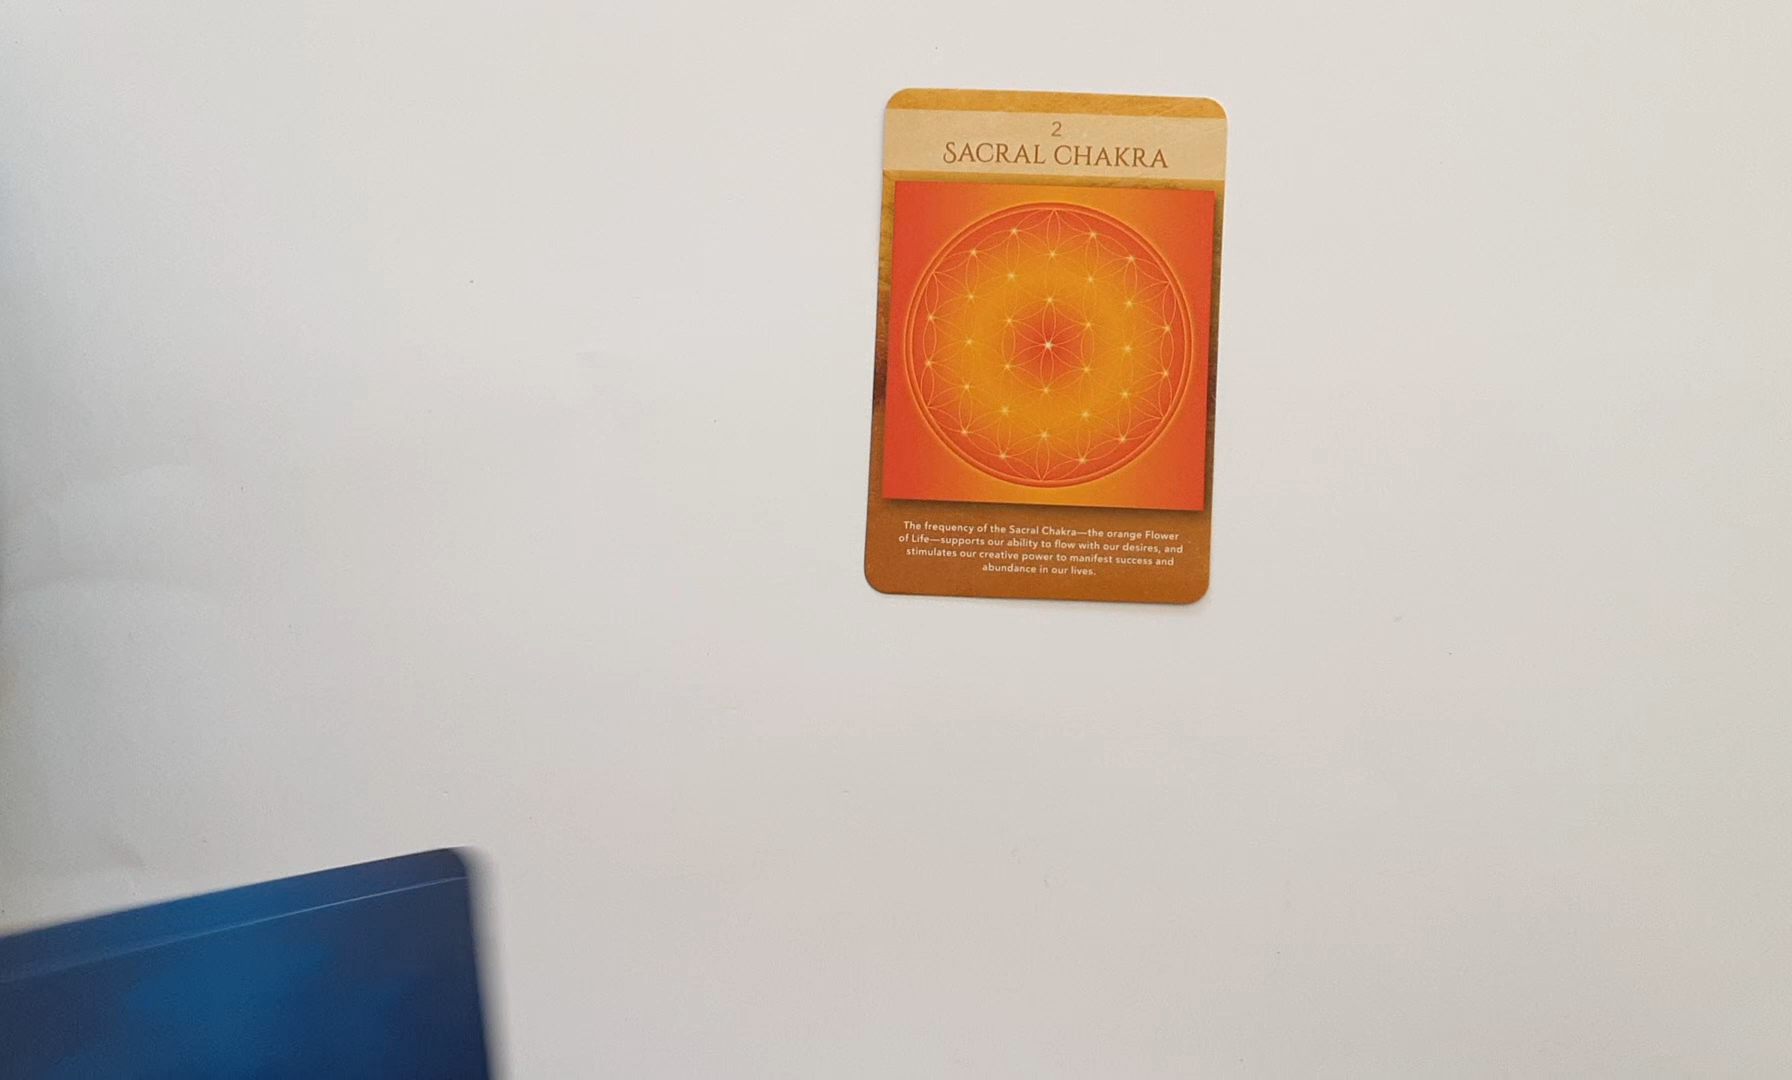 2
SACRAL CHAKRA
The frequency of the Sacral Chakra—the orange Flower
of Life—supports our ability to flow with our desires, and
stimulates our creative power to manifest success and
abundance in our lives.